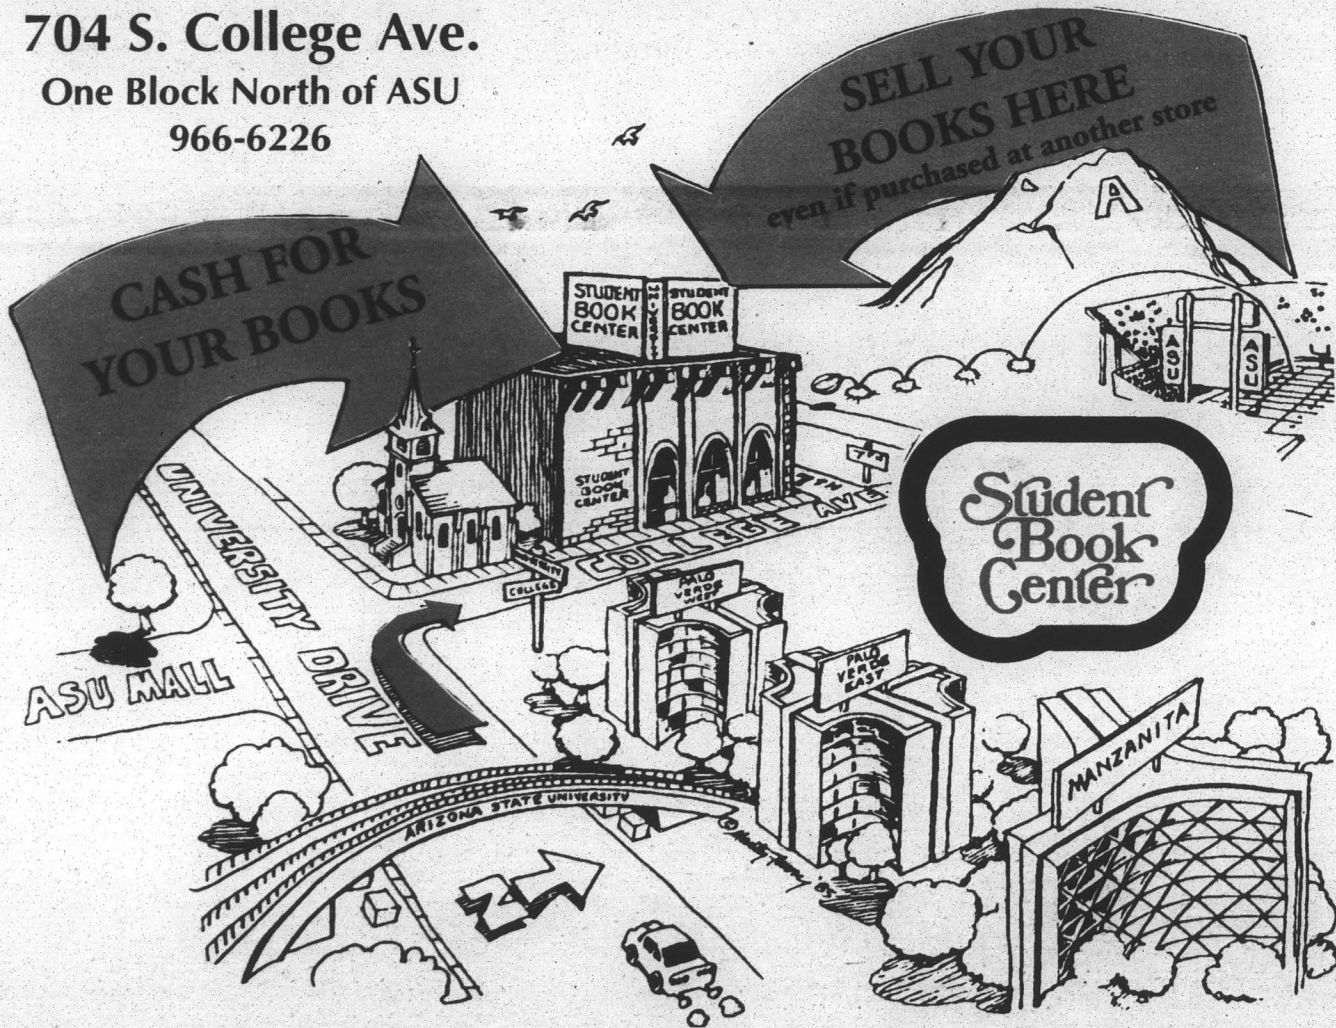 704 S. College Ave.
One Block North of ASU
966-6226
SELL YOUR
BOOKS HERE
even if purchased at another store
CASH FOR
YOUR BOOKS
A
STUDENT
BOOK
CENTER
STUDENT
BOOK
CENTER
ASU
ASU
STUDENT
BOOK
CENTER
7TH
7TH
COLLEGE AVE
Student
Book
Center
UNIVERSITY DRIVE
COLLEGE
PALO
VERDE
WEST
PALO
VERDE
EAST
ASU MALL
MANZANITA
ARIZONA STATE UNIVERSITY
N